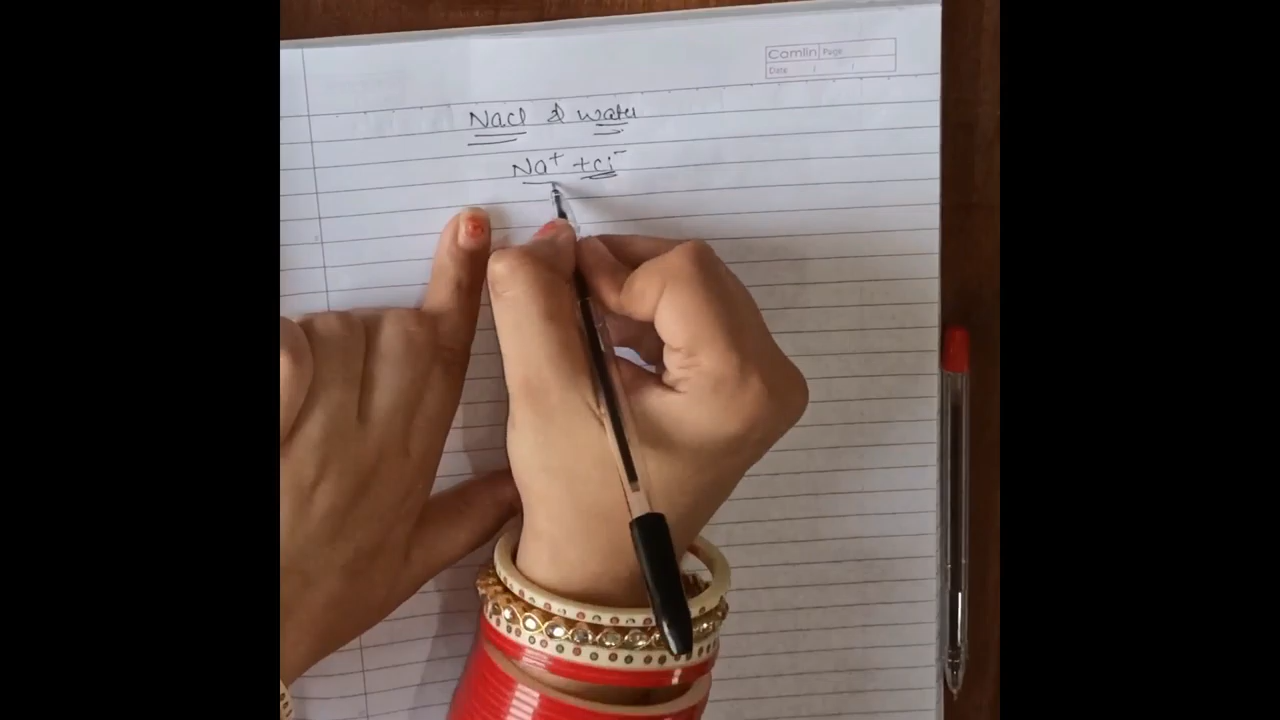 Camlin Page
Date / /
Nacl & water
Na⁺ + Cl⁻